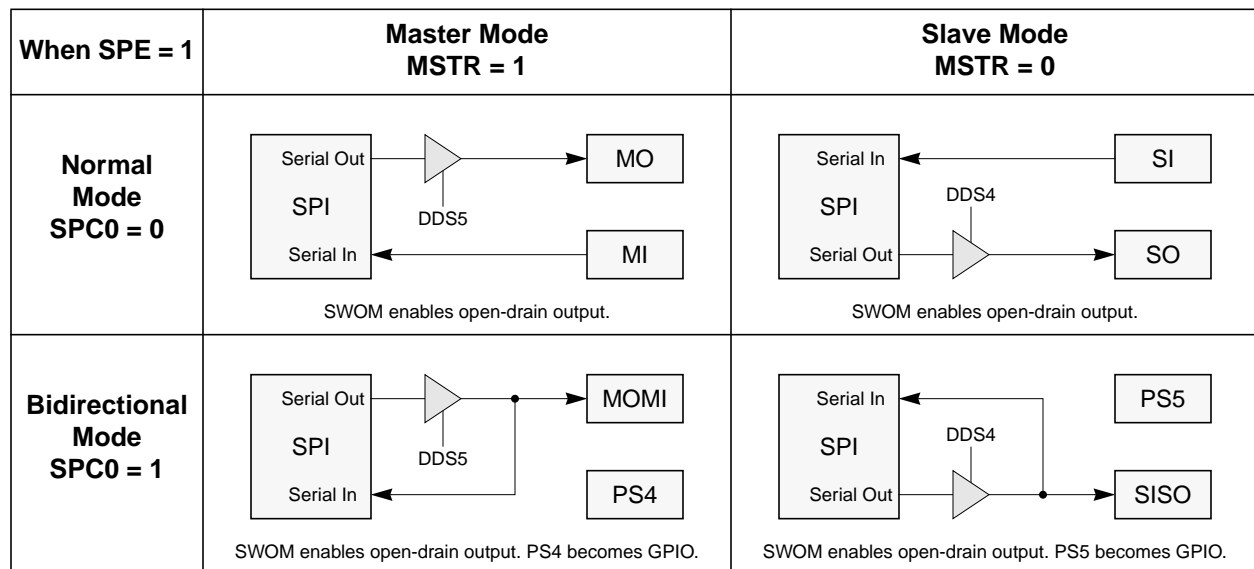 When SPE = 1
Master Mode
MSTR = 1
Slave Mode
MSTR = 0
Normal
Mode
SPC0 = 0
Serial Out
SPI
Serial In
DDS5
MO
MI
SWOM enables open-drain output.
Serial In
SPI
Serial Out
DDS4
SI
SO
SWOM enables open-drain output.
Bidirectional
Mode
SPC0 = 1
Serial Out
SPI
Serial In
DDS5
MOMI
PS4
SWOM enables open-drain output. PS4 becomes GPIO.
Serial In
SPI
Serial Out
DDS4
PS5
SISO
SWOM enables open-drain output. PS5 becomes GPIO.